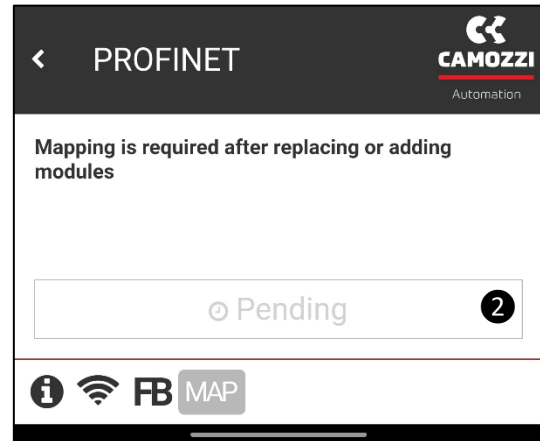 PROFINET
CAMOZZI
Automation
Mapping is required after replacing or adding
modules
Pending
2
FB MAP